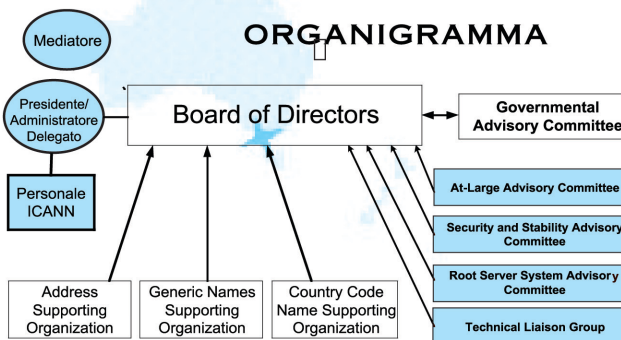 ORGANIGRAMMA
Mediatore
Presidente/
Administratore
Delegato
Board of Directors
Governmental
Advisory Committee
Personale
ICANN
At-Large Advisory Committee
Security and Stability Advisory
Committee
Root Server System Advisory
Committee
Technical Liaison Group
Address
Supporting
Organization
Generic Names
Supporting
Organization
Country Code
Name Supporting
Organization